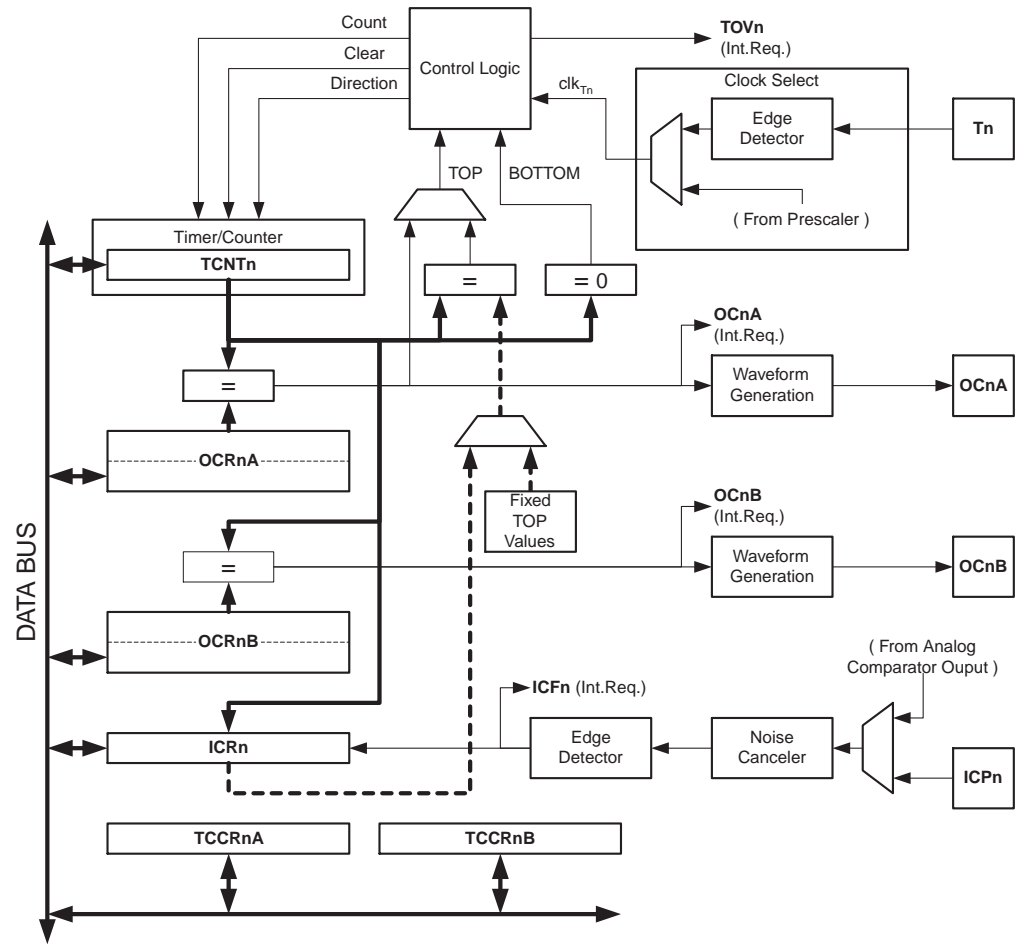 Count
Clear
Direction
Control Logic
TOVn
(Int.Req.)
clkTn
Clock Select
Edge
Detector
Tn
( From Prescaler )
TOP
BOTTOM
Timer/Counter
TCNTn
=
= 0
OCnA
(Int.Req.)
=
Waveform
Generation
OCnA
OCRnA
Fixed
TOP
Values
OCnB
(Int.Req.)
=
Waveform
Generation
OCnB
OCRnB
DATA BUS
( From Analog
Comparator Ouput )
ICFn (Int.Req.)
ICRn
Edge
Detector
Noise
Canceler
ICPn
TCCRnA
TCCRnB